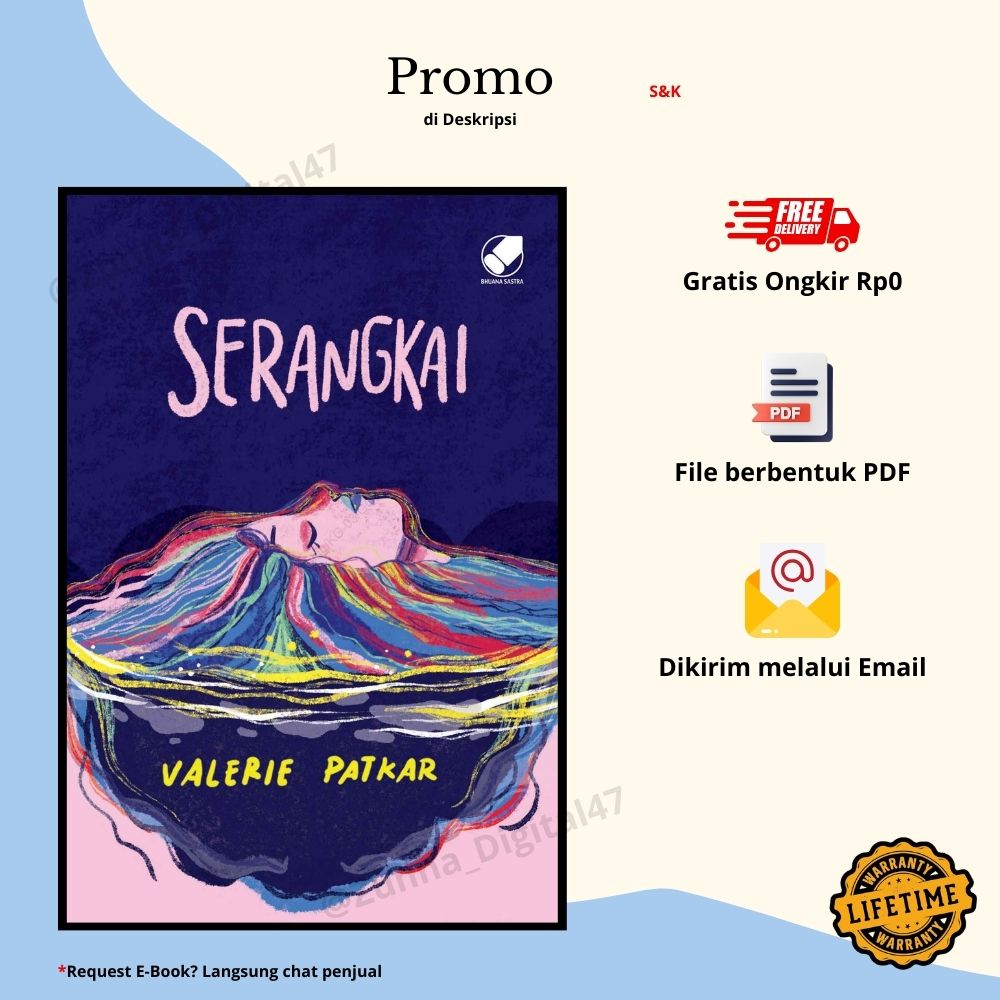 Promo
di Deskripsi
S&K
BHUANA SASTRA
SERANGKAI
VALERIE PATKAR
FREE
DELIVERY
Gratis Ongkir Rp0
PDF
File berbentuk PDF
@
Dikirim melalui Email
WARRANTY
LIFETIME
WARRANTY
@Zuhha_Digital47
*Request E-Book? Langsung chat penjual